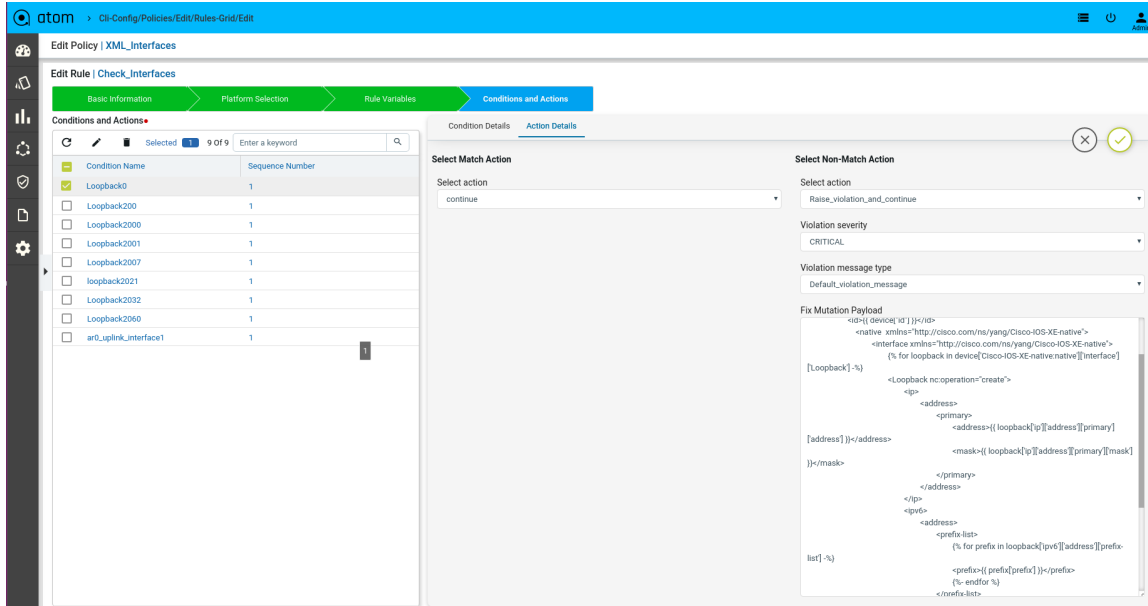 atom > Cli-Config/Policies/Edit/Rules-Grid/Edit
Admin
Edit Policy | XML_Interfaces
Edit Rule | Check_Interfaces
Basic Information
Platform Selection
Rule Variables
Conditions and Actions
Conditions and Actions
Selected 1 9 Of 9 Enter a keyword
Condition Name Sequence Number
Loopback0 1
Loopback200 1
Loopback2000 1
Loopback2001 1
Loopback2007 1
loopback2021 1
Loopback2032 1
Loopback2060 1
ar0_uplink_interface1 1
1
Condition Details Action Details
Select Match Action
Select action
continue
Select Non-Match Action
Select action
Raise_violation_and_continue
Violation severity
CRITICAL
Violation message type
Default_violation_message
Fix Mutation Payload
<id>{{ device['id'] }}</id>
<native xmlns="http://cisco.com/ns/yang/Cisco-IOS-XE-native">
<interface xmlns="http://cisco.com/ns/yang/Cisco-IOS-XE-native">
{% for loopback in device['Cisco-IOS-XE-native:native']['interface']
['Loopback'] -%}
<Loopback nc:operation="create">
<ip>
<address>
<primary>
<address>{{ loopback['ip']['address']['primary']
['address'] }}</address>
<mask>{{ loopback['ip']['address']['primary']['mask']
}}</mask>
</primary>
</address>
</ip>
<ipv6>
<address>
<prefix-list>
{% for prefix in loopback['ipv6']['address']['prefix-
list'] -%}
<prefix>{{ prefix['prefix'] }}</prefix>
{%- endfor %}
</prefix-list>